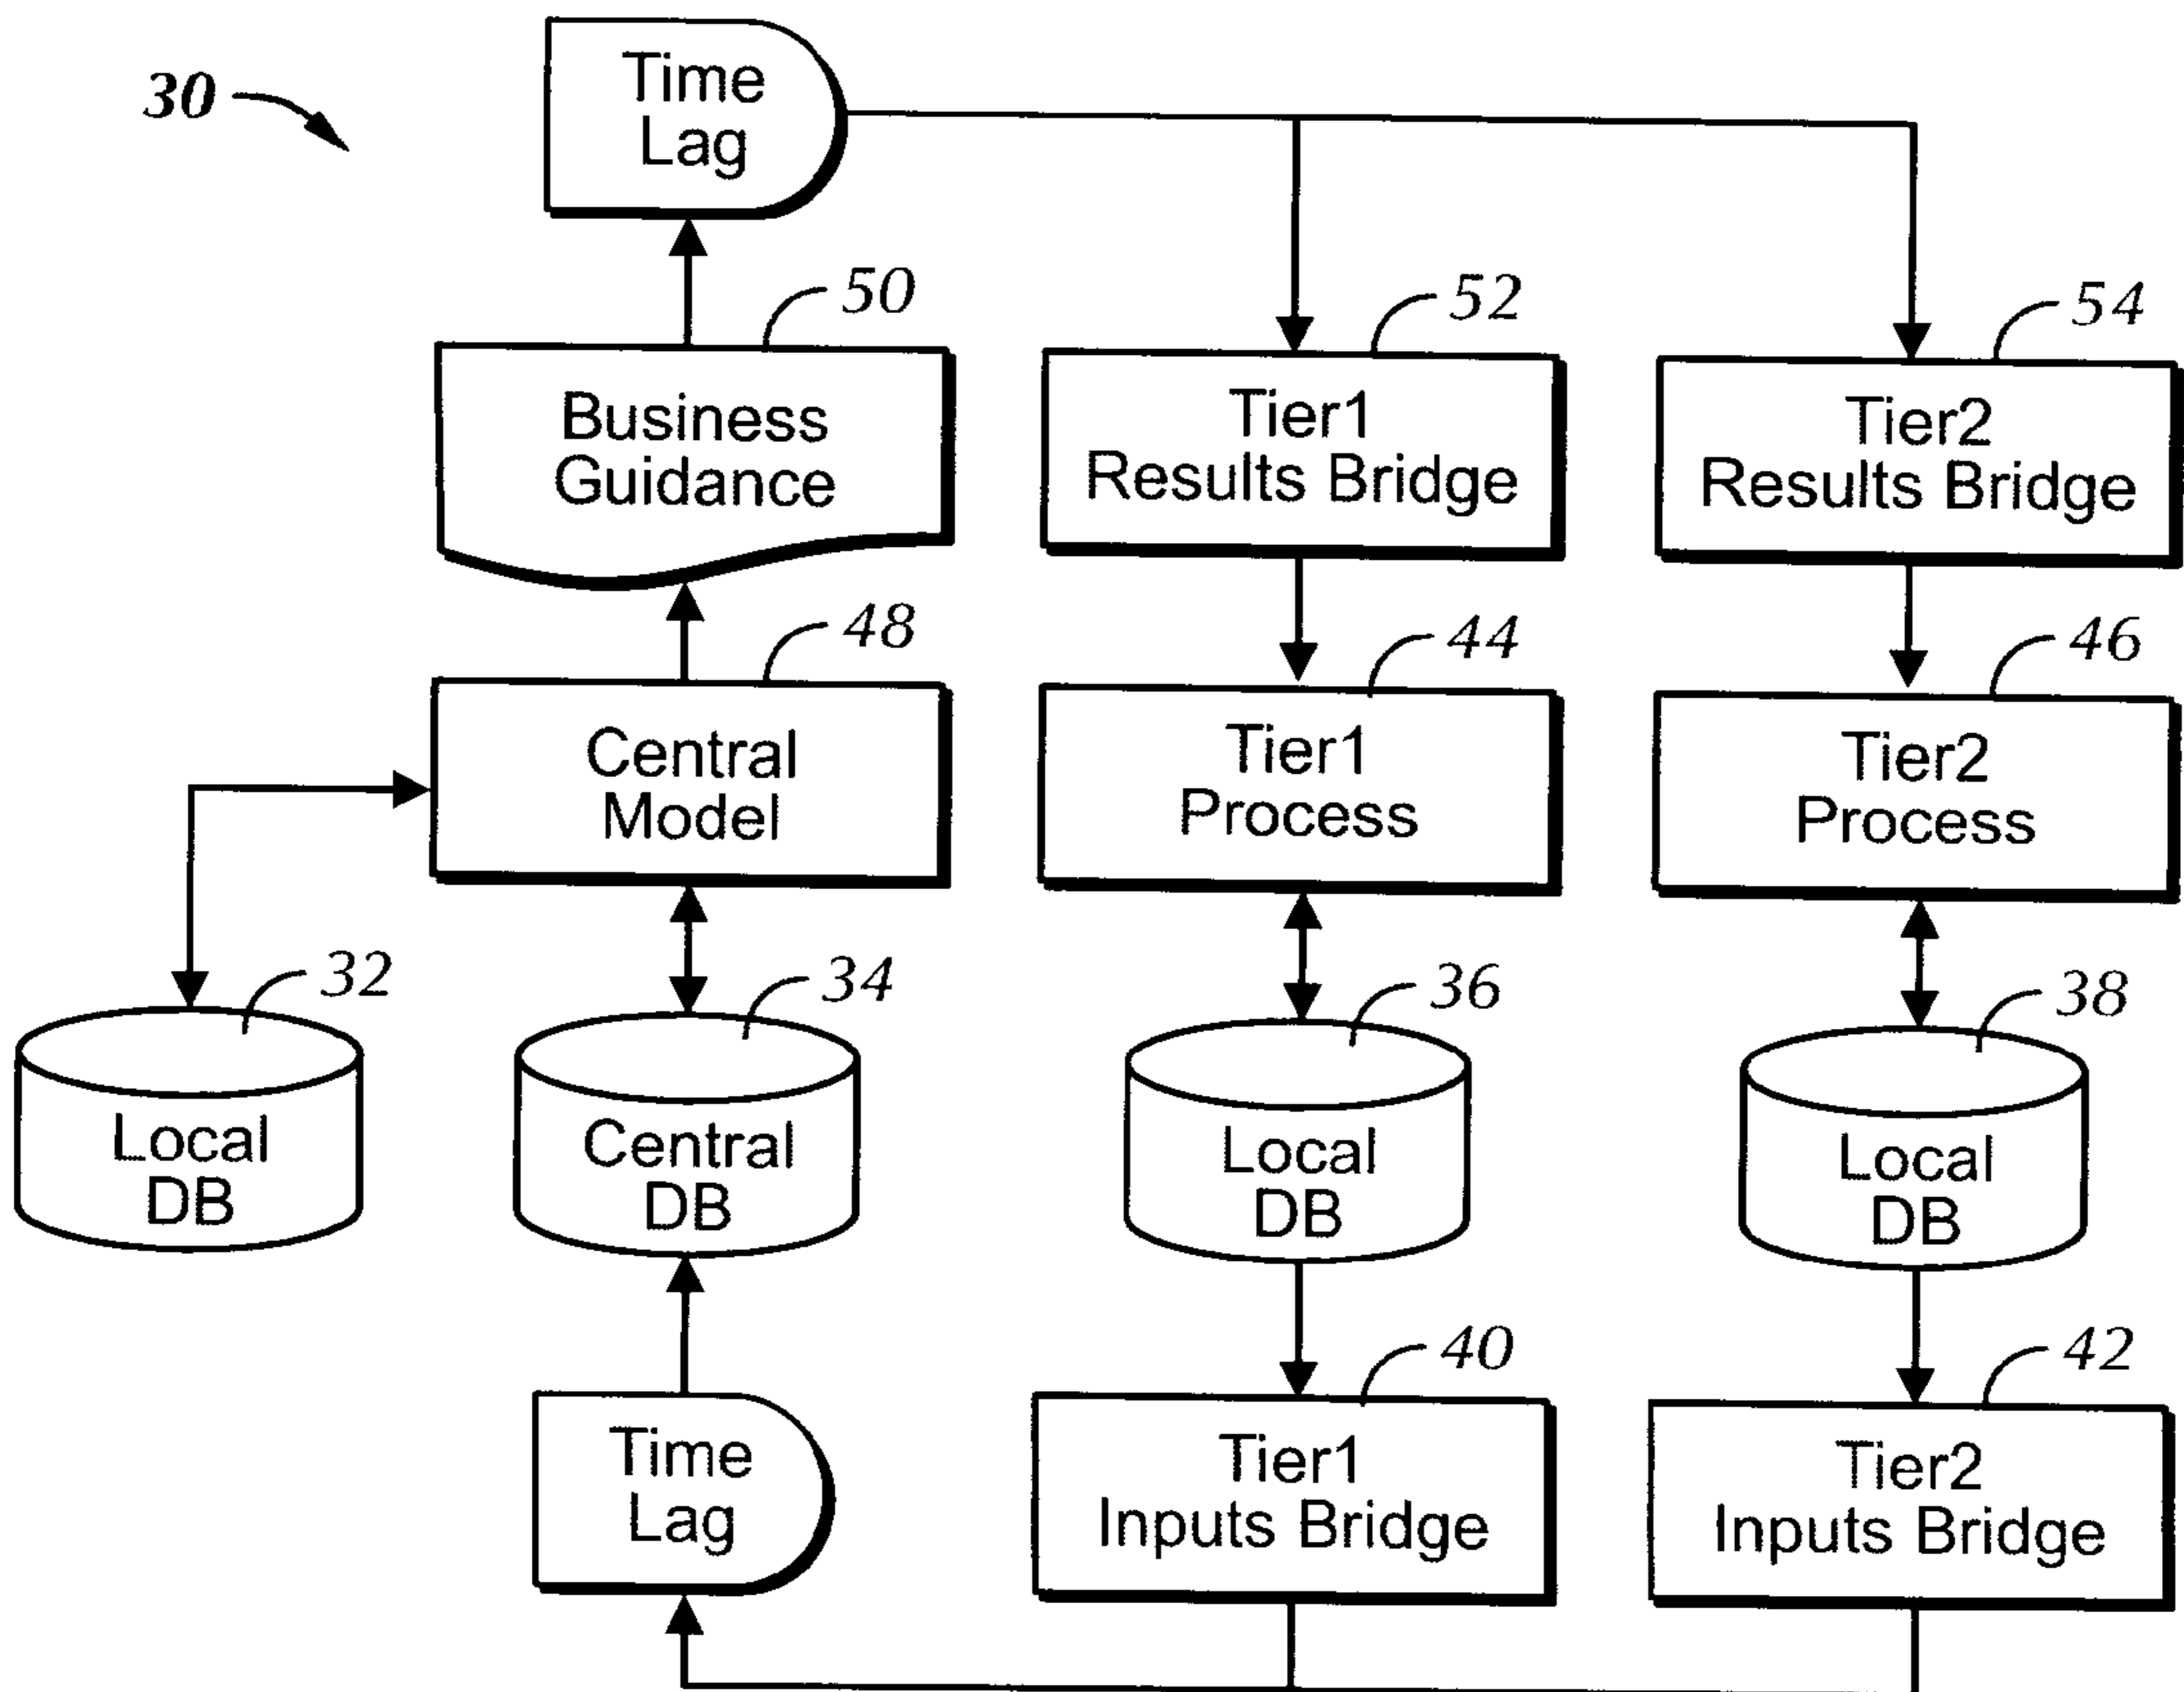 30
Time
Lag
50
52
54
Business
Guidance
Tier1
Results Bridge
Tier2
Results Bridge
48
44
46
Central
Model
Tier1
Process
Tier2
Process
32
34
36
38
Local
DB
Central
DB
Local
DB
Local
DB
40
42
Time
Lag
Tier1
Inputs Bridge
Tier2
Inputs Bridge